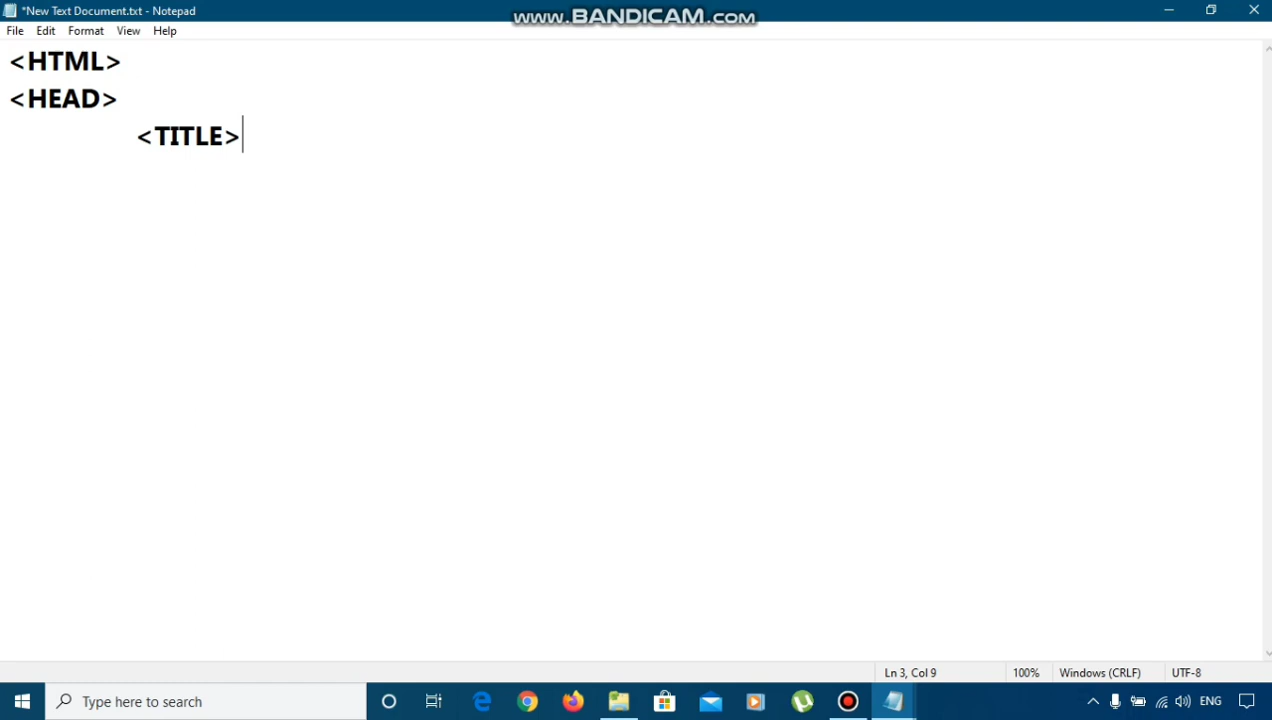 *New Text Document.txt - Notepad
www.BANDICAM.com
File Edit Format View Help
<HTML>
<HEAD>
<TITLE>
Ln 3, Col 9 100% Windows (CRLF) UTF-8
Type here to search
ENG